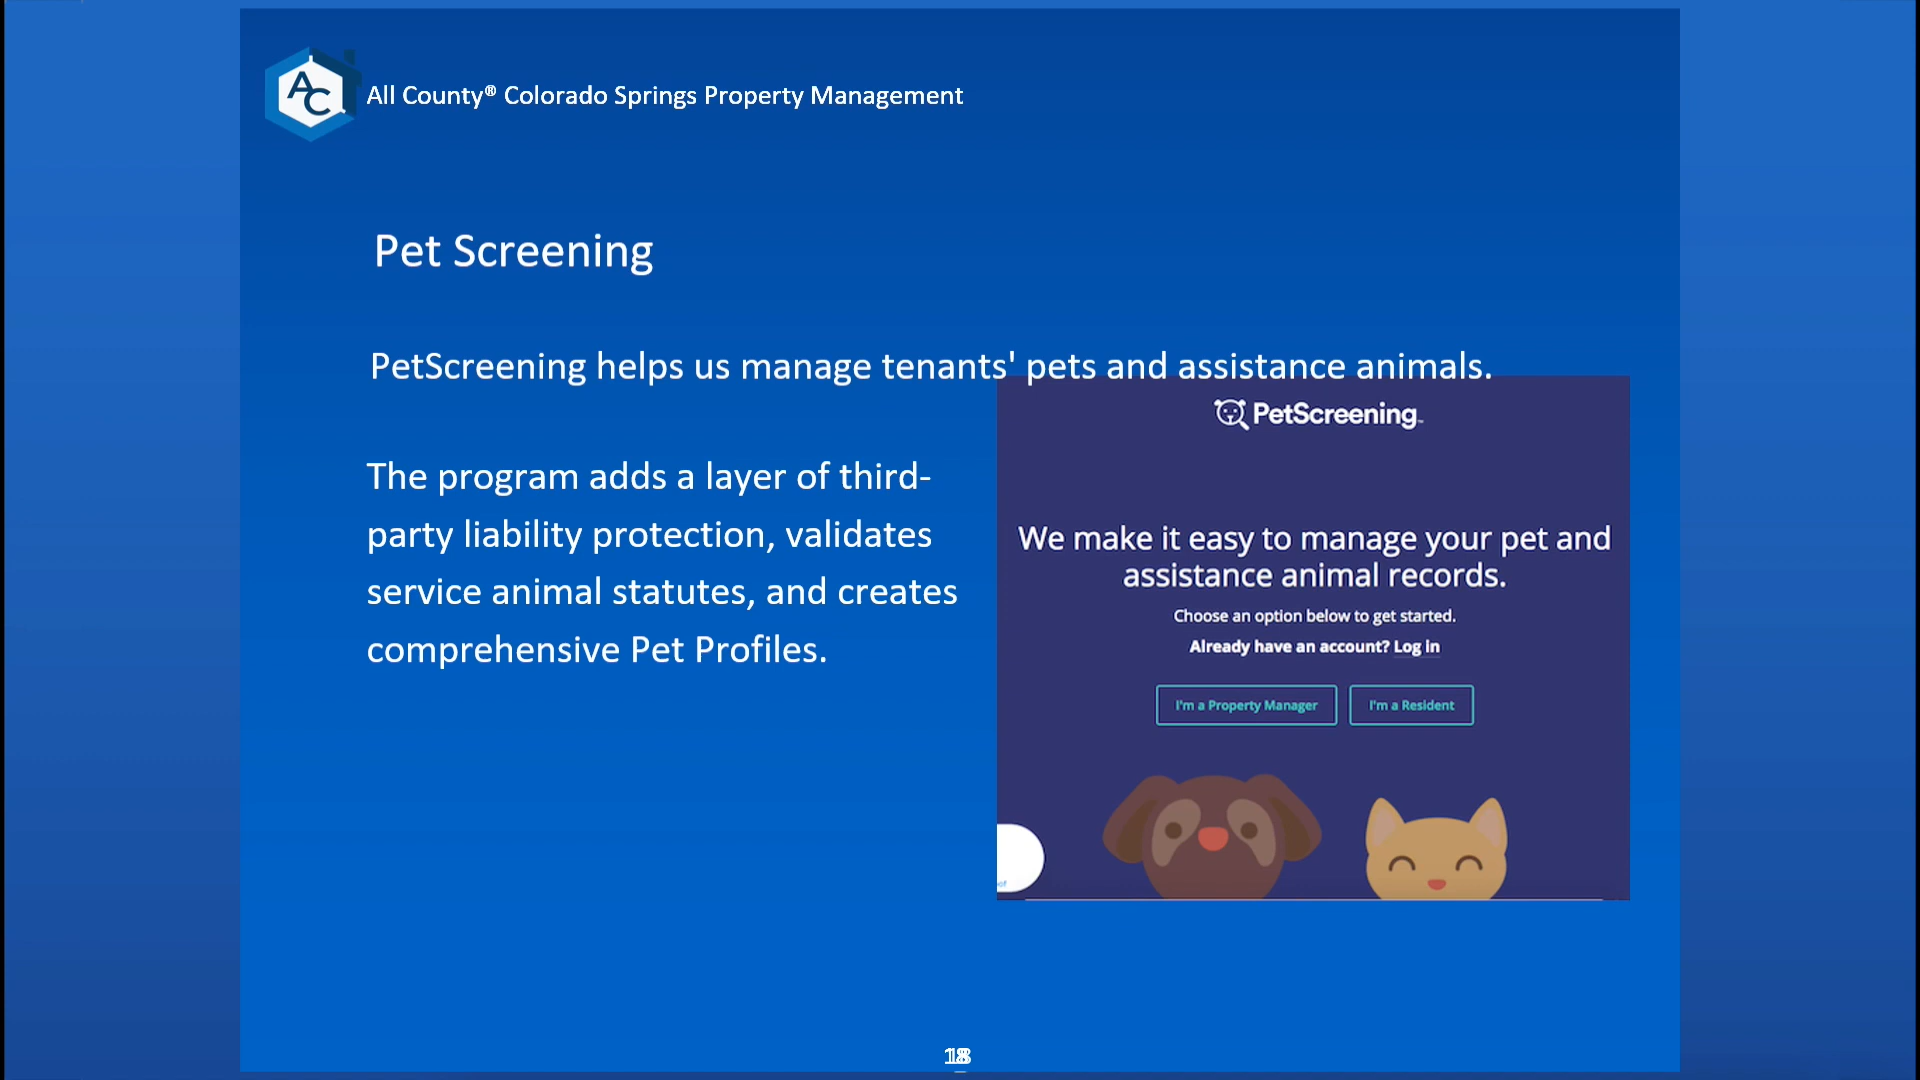 AC
All County® Colorado Springs Property Management
Pet Screening
PetScreening helps us manage tenants' pets and assistance animals.
The program adds a layer of third-
party liability protection, validates
service animal statutes, and creates
comprehensive Pet Profiles.
PetScreening™
We make it easy to manage your pet and
assistance animal records.
Choose an option below to get started.
Already have an account? Log in
I'm a Property Manager
I'm a Resident